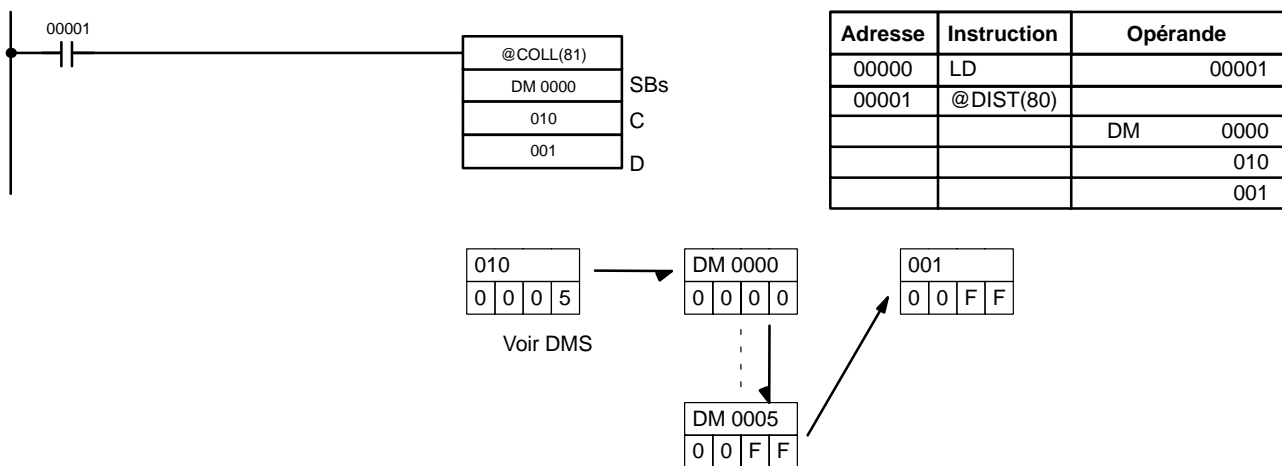 00001
@COLL(81)
DM 0000 SBs
010 C
001 D
Adresse Instruction Opérande
00000 LD 00001
00001 @DIST(80)
DM 0000
010
001
010 DM 0000 001
0 0 0 5 0 0 0 0 0 0 F F
Voir DMS
DM 0005
0 0 F F